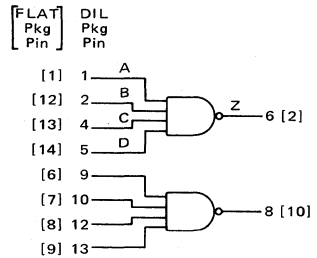 [FLAT Pkg Pin] DIL Pkg Pin
[1] 1 A
[12] 2 B
[13] 4 C
[14] 5 D
Z 6 [2]
[6] 9
[7] 10
[8] 12
[9] 13
8 [10]